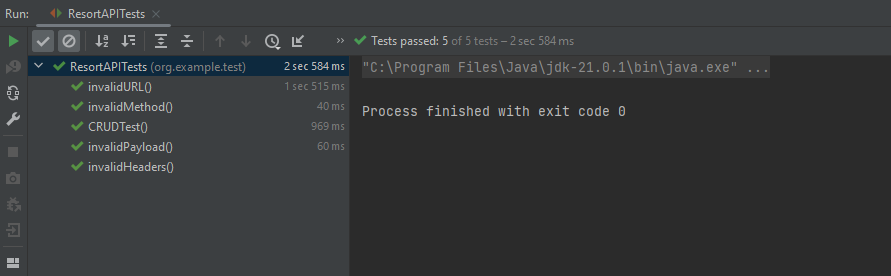 Run: ResortAPITests
Tests passed: 5 of 5 tests – 2 sec 584 ms
ResortAPITests (org.example.test) 2 sec 584 ms
invalidURL() 1 sec 515 ms
invalidMethod() 40 ms
CRUDTest() 969 ms
invalidPayload() 60 ms
invalidHeaders()
"C:\Program Files\Java\jdk-21.0.1\bin\java.exe" ...
Process finished with exit code 0